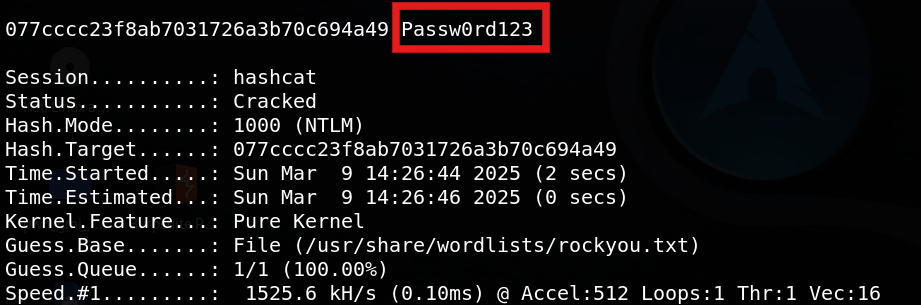 077cccc23f8ab7031726a3b70c694a49 Passw0rd123
Session..........: hashcat
Status...........: Cracked
Hash.Mode........: 1000 (NTLM)
Hash.Target......: 077cccc23f8ab7031726a3b70c694a49
Time.Started.....: Sun Mar  9 14:26:44 2025 (2 secs)
Time.Estimated...: Sun Mar  9 14:26:46 2025 (0 secs)
Kernel.Feature...: Pure Kernel
Guess.Base.......: File (/usr/share/wordlists/rockyou.txt)
Guess.Queue......: 1/1 (100.00%)
Speed.#1.........:  1525.6 kH/s (0.10ms) @ Accel:512 Loops:1 Thr:1 Vec:16